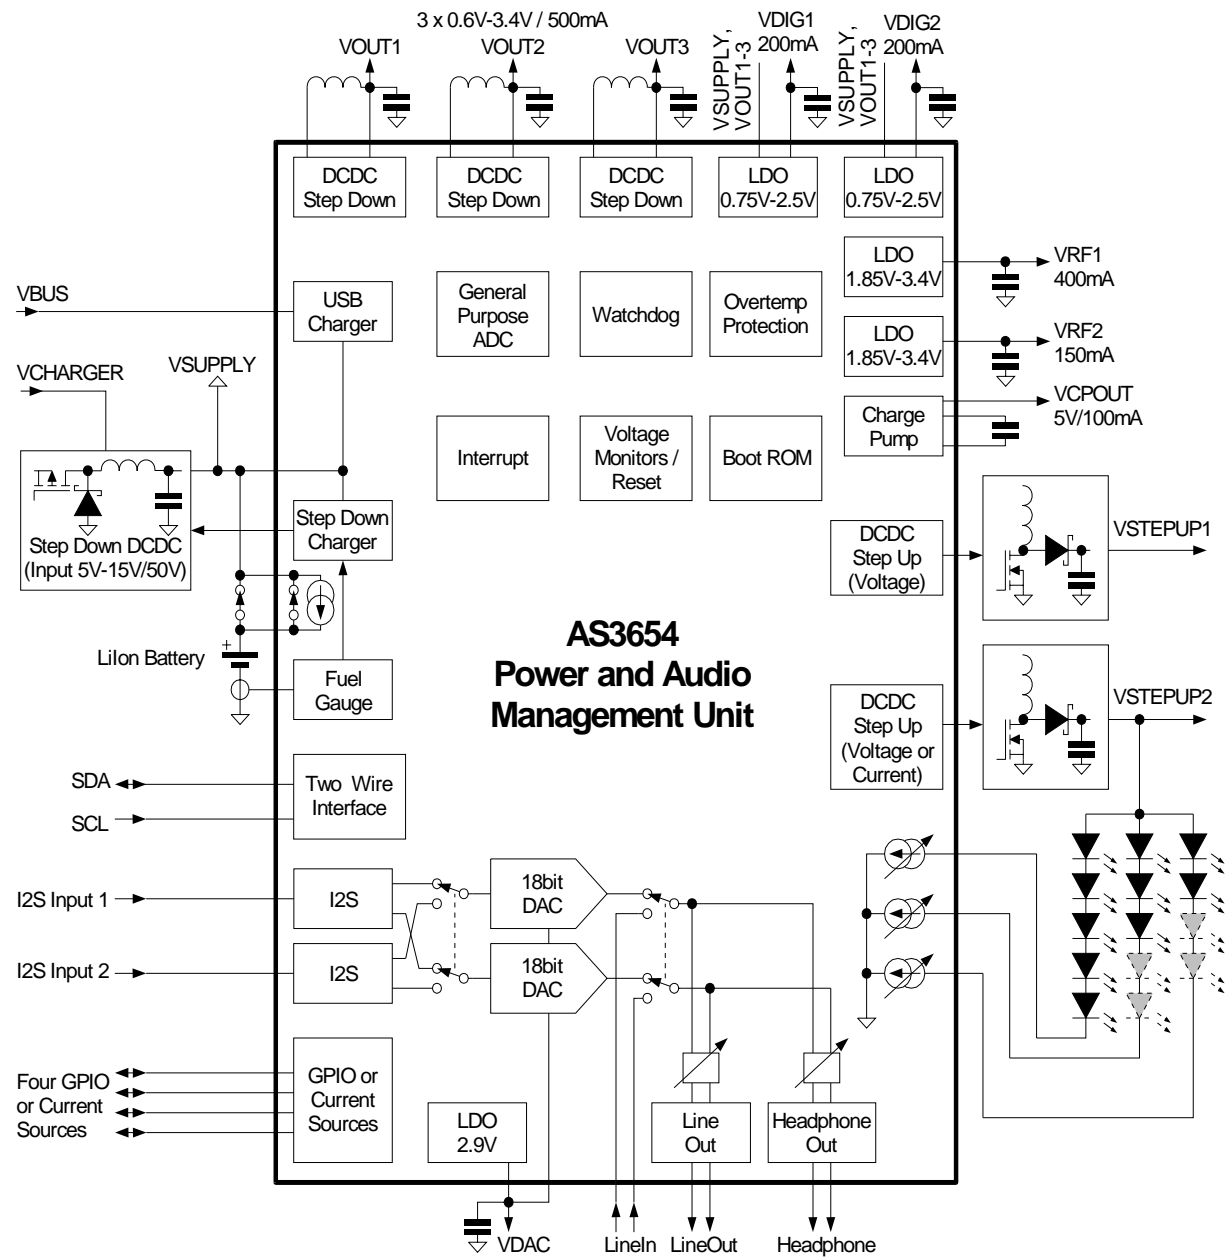 3 x 0.6V-3.4V / 500mA
VOUT1
VOUT2
VOUT3
VSUPPLY,
VOUT1-3
VDIG1
200mA
VSUPPLY,
VOUT1-3
VDIG2
200mA
DCDC
Step Down
DCDC
Step Down
DCDC
Step Down
LDO
0.75V-2.5V
LDO
0.75V-2.5V
LDO
1.85V-3.4V
VRF1
400mA
VBUS
USB
Charger
General
Purpose
ADC
Watchdog
Overtemp
Protection
LDO
1.85V-3.4V
VRF2
150mA
VCHARGER
VSUPPLY
Charge
Pump
VCPOUT
5V/100mA
Interrupt
Voltage
Monitors /
Reset
Boot ROM
Step Down DCDC
(Input 5V-15V/50V)
Step Down
Charger
DCDC
Step Up
(Voltage)
VSTEPUP1
+
LiIon Battery
Fuel
Gauge
AS3654
Power and Audio
Management Unit
DCDC
Step Up
(Voltage or
Current)
VSTEPUP2
SDA
SCL
Two Wire
Interface
I2S Input 1
I2S
18bit
DAC
I2S Input 2
I2S
18bit
DAC
Four GPIO
or Current
Sources
GPIO or
Current
Sources
LDO
2.9V
Line
Out
Headphone
Out
VDAC
LineIn
LineOut
Headphone